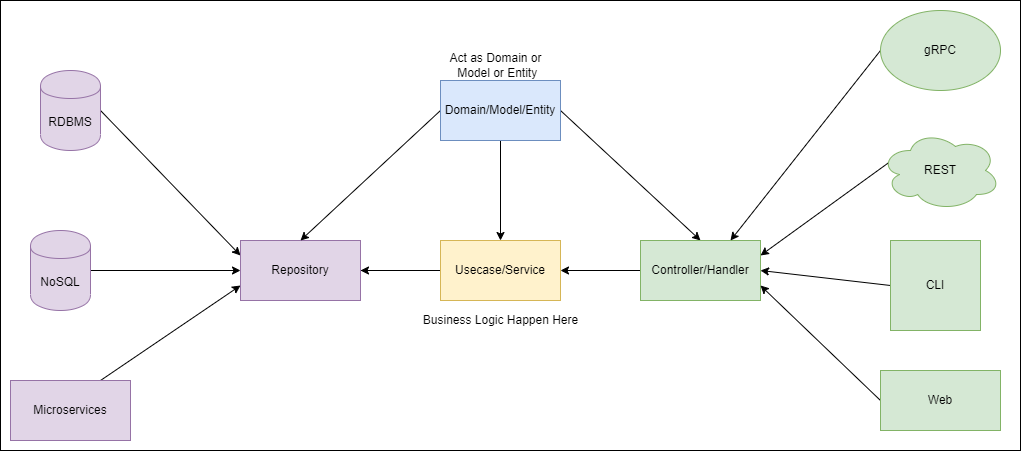 gRPC
Act as Domain or
Model or Entity
Domain/Model/Entity
RDBMS
REST
Repository
Usecase/Service
Controller/Handler
NoSQL
CLI
Business Logic Happen Here
Microservices
Web